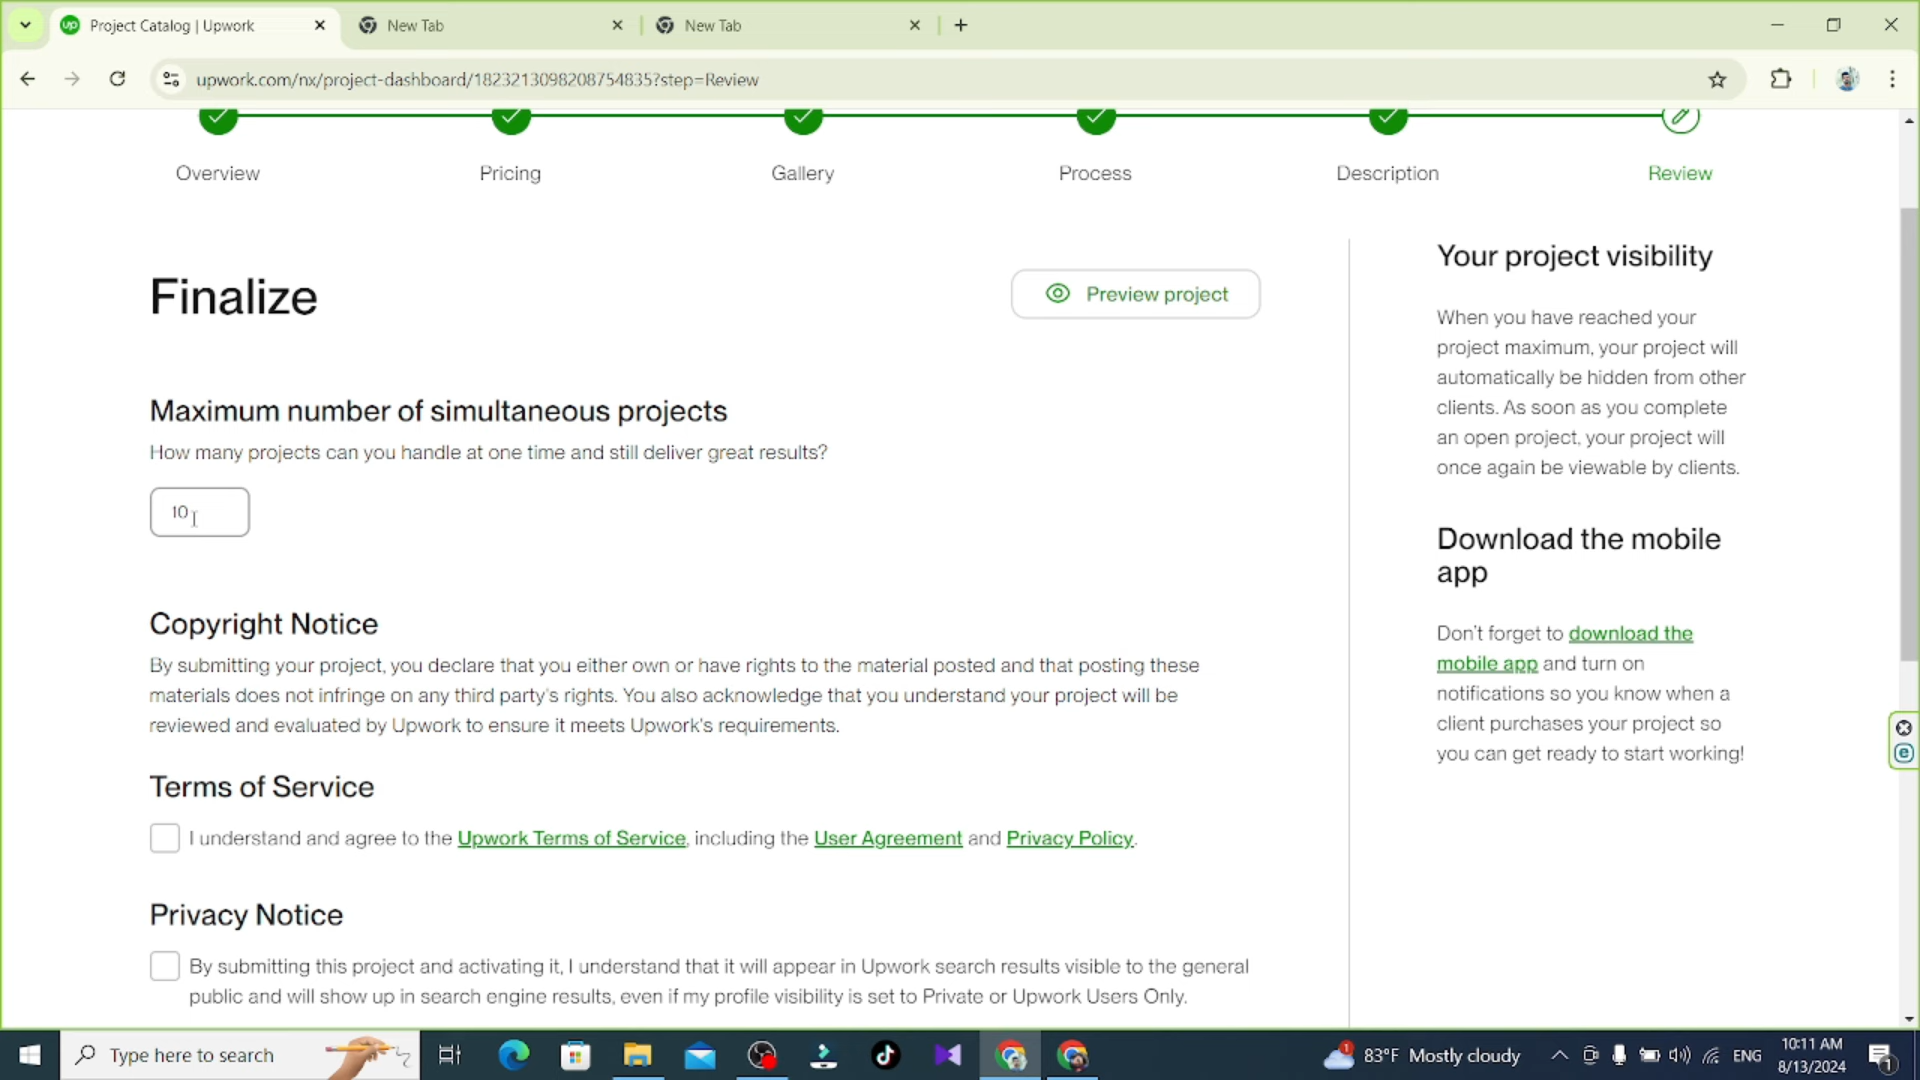 Project Catalog | Upwork
New Tab
New Tab
upwork.com/nx/project-dashboard/1823213098208754835?step=Review
Overview
Pricing
Gallery
Process
Description
Review
Finalize
Preview project
Maximum number of simultaneous projects
How many projects can you handle at one time and still deliver great results?
10
Copyright Notice
By submitting your project, you declare that you either own or have rights to the material posted and that posting these
materials does not infringe on any third party's rights. You also acknowledge that you understand your project will be
reviewed and evaluated by Upwork to ensure it meets Upwork's requirements.
Terms of Service
I understand and agree to the Upwork Terms of Service, including the User Agreement and Privacy Policy.
Privacy Notice
By submitting this project and activating it, I understand that it will appear in Upwork search results visible to the general
public and will show up in search engine results, even if my profile visibility is set to Private or Upwork Users Only.
Your project visibility
When you have reached your
project maximum, your project will
automatically be hidden from other
clients. As soon as you complete
an open project, your project will
once again be viewable by clients.
Download the mobile
app
Don't forget to download the
mobile app and turn on
notifications so you know when a
client purchases your project so
you can get ready to start working!
Type here to search
83°F Mostly cloudy
ENG
10:11 AM
8/13/2024